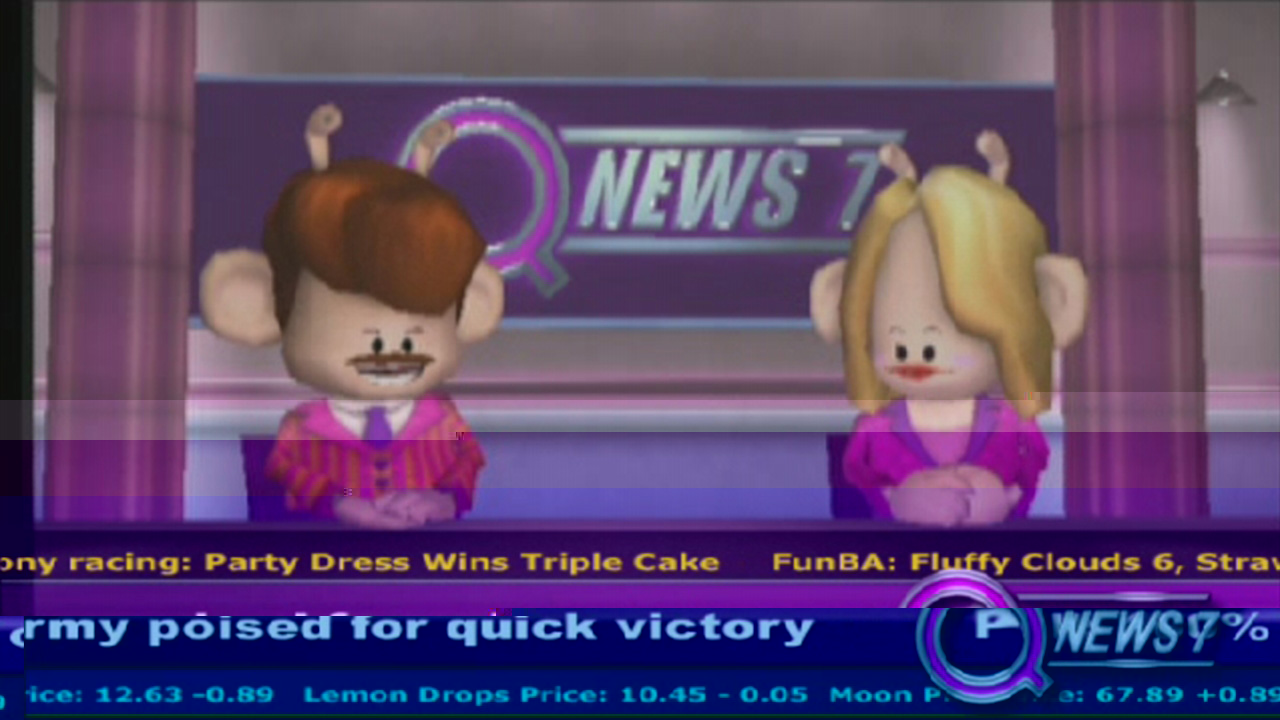 NEWS 7
ony racing: Party Dress Wins Triple Cake FunBA: Fluffy Clouds 6, Straw
rmy poised for quick victory P %
NEWS 7
ice: 12.63 -0.89 Lemon Drops Price: 10.45 - 0.05 Moon P e: 67.89 +0.89